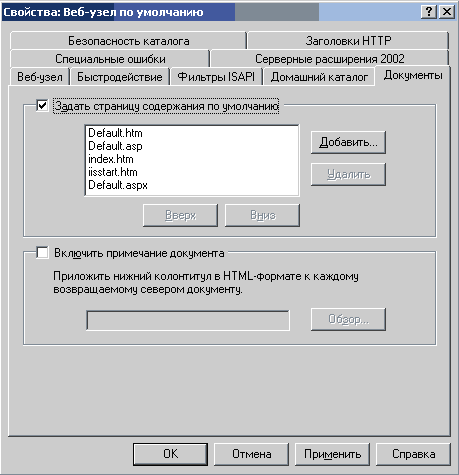 Свойства: Веб-узел по умолчанию
Безопасность каталога
Заголовки HTTP
Специальные ошибки
Серверные расширения 2002
Веб-узел
Быстродействие
Фильтры ISAPI
Домашний каталог
Документы
Задать страницу содержания по умолчанию
Default.htm
Default.asp
index.htm
iisstart.htm
Default.aspx
Добавить...
Удалить
Вверх
Вниз
Включить примечание документа
Приложить нижний колонтитул в HTML-формате к каждому
возвращаемому севером документу.
Обзор...
OK
Отмена
Применить
Справка